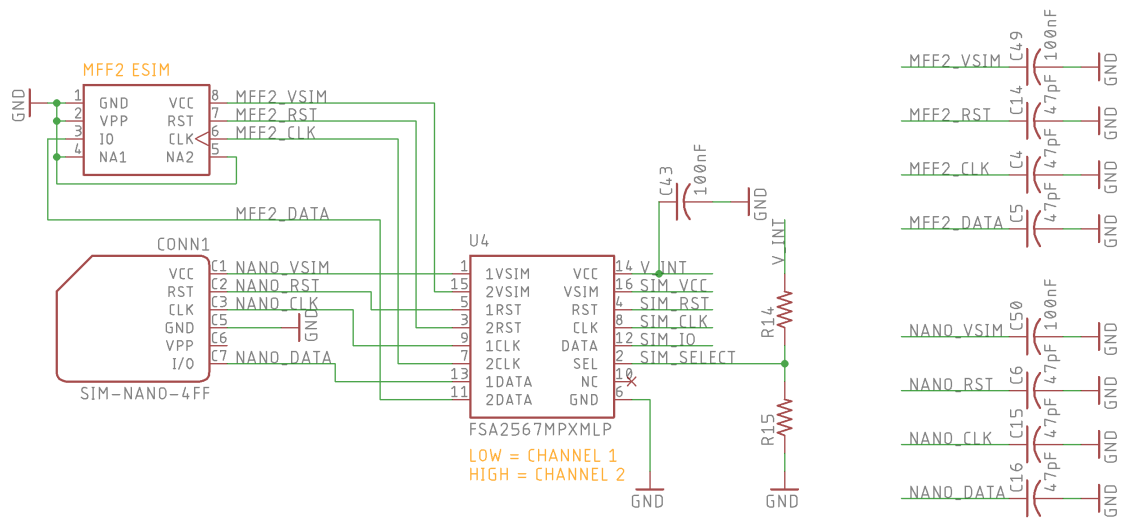 MFF2 ESIM
GND
1 GND VCC 8 MFF2_VSIM
2 VPP RST 7 MFF2_RST
3 IO CLK 6 MFF2_CLK
4 NA1 NA2 5
MFF2_DATA
CONN1
VCC C1 NANO_VSIM
RST C2 NANO_RST
CLK C3 NANO_CLK
GND C5 GND
VPP C6
I/O C7 NANO_DATA
SIM-NANO-4FF
C43 100nF GND
U4
1 1VSIM VCC 14 V_INT
15 2VSIM VSIM 16 SIM_VCC
5 1RST RST 4 SIM_RST
3 2RST CLK 8 SIM_CLK
9 1CLK DATA 12 SIM_IO
7 2CLK SEL 2 SIM_SELECT
13 1DATA NC 10
11 2DATA GND 6
FSA2567MPXMLP
LOW = CHANNEL 1
HIGH = CHANNEL 2
GND
V_INT
R14
R15
GND
MFF2_VSIM C49 100nF GND
MFF2_RST C14 47pF GND
MFF2_CLK C4 47pF GND
MFF2_DATA C5 47pF GND
NANO_VSIM C50 100nF GND
NANO_RST C6 47pF GND
NANO_CLK C15 47pF GND
NANO_DATA C16 47pF GND